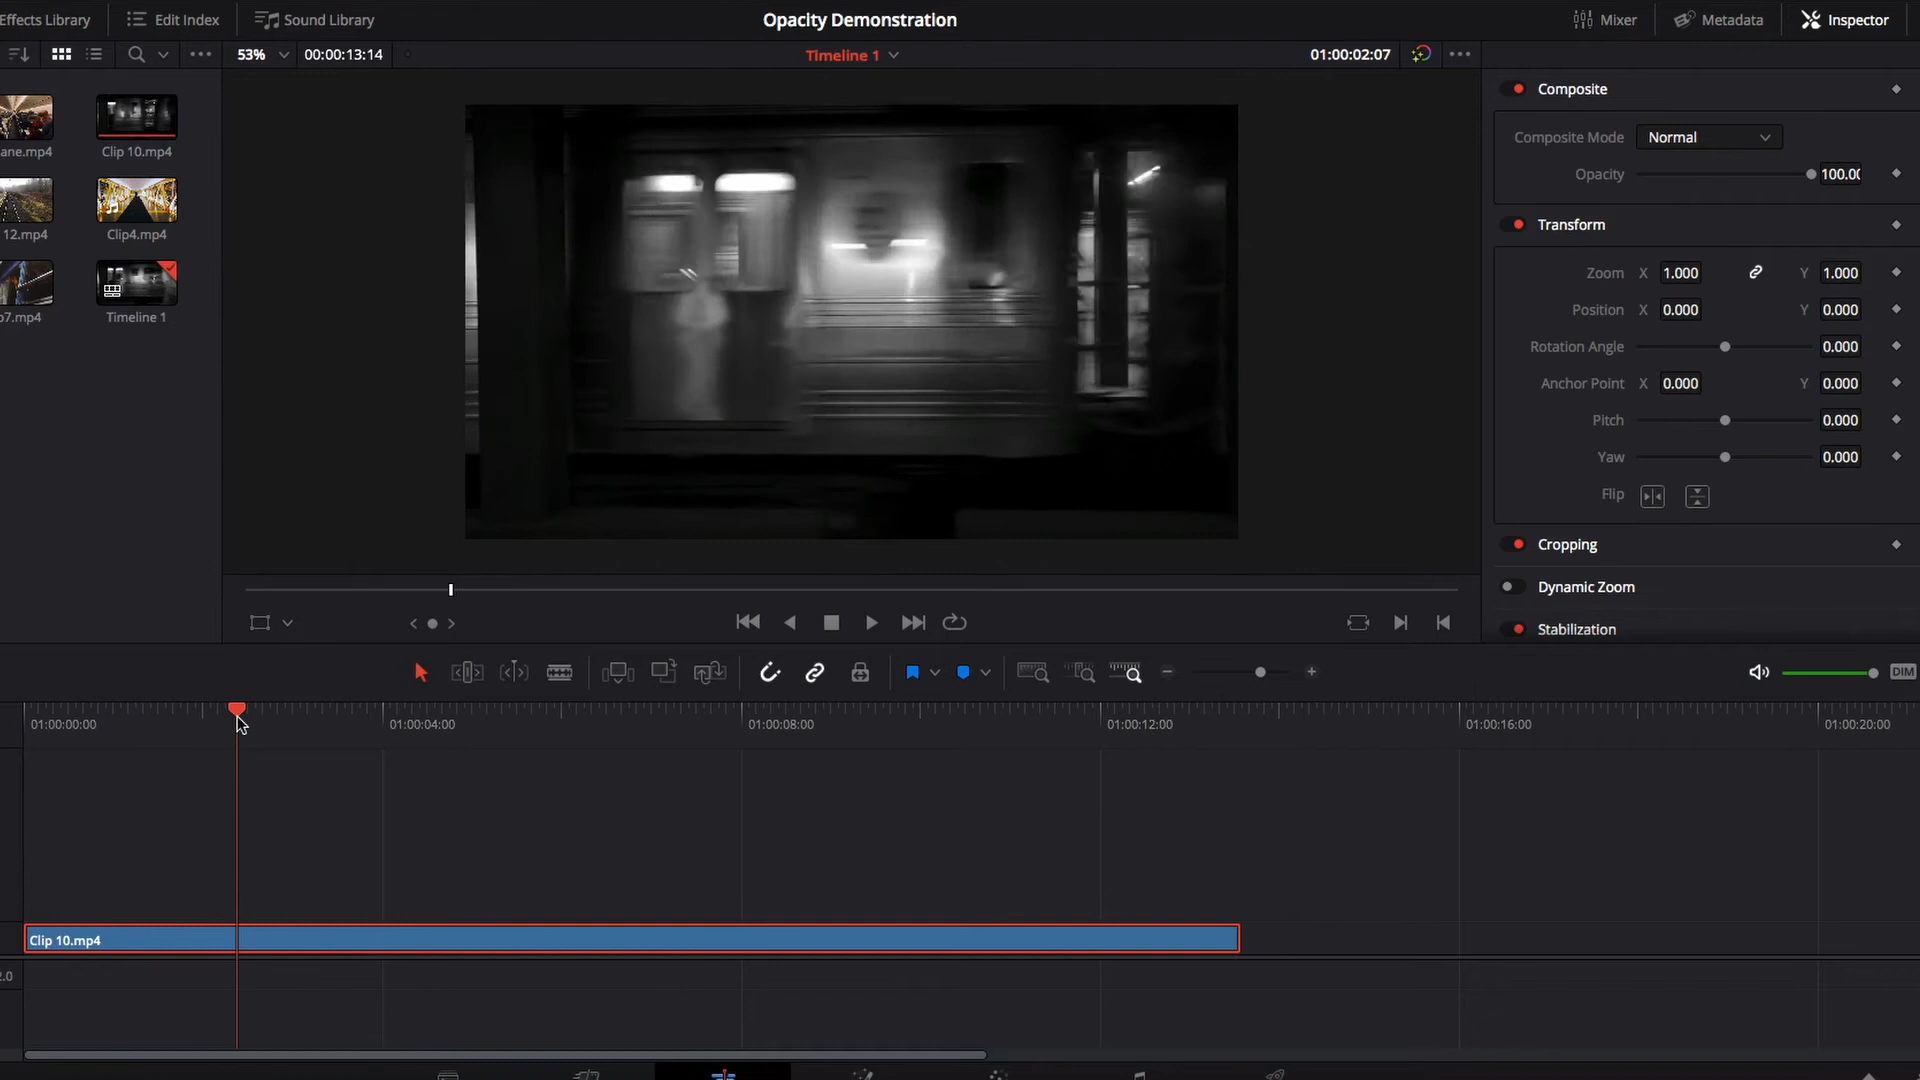 Effects Library
Edit Index
Sound Library
Opacity Demonstration
Mixer
Metadata
Inspector
53%
00:00:13:14
Timeline 1
01:00:02:07
ane.mp4
Clip 10.mp4
12.mp4
Clip4.mp4
p7.mp4
Timeline 1
Composite
Composite Mode Normal
Opacity 100.00
Transform
Zoom X 1.000 Y 1.000
Position X 0.000 Y 0.000
Rotation Angle 0.000
Anchor Point X 0.000 Y 0.000
Pitch 0.000
Yaw 0.000
Flip
Cropping
Dynamic Zoom
Stabilization
DIM
01:00:00:00
01:00:04:00
01:00:08:00
01:00:12:00
01:00:16:00
01:00:20:00
Clip 10.mp4
2.0